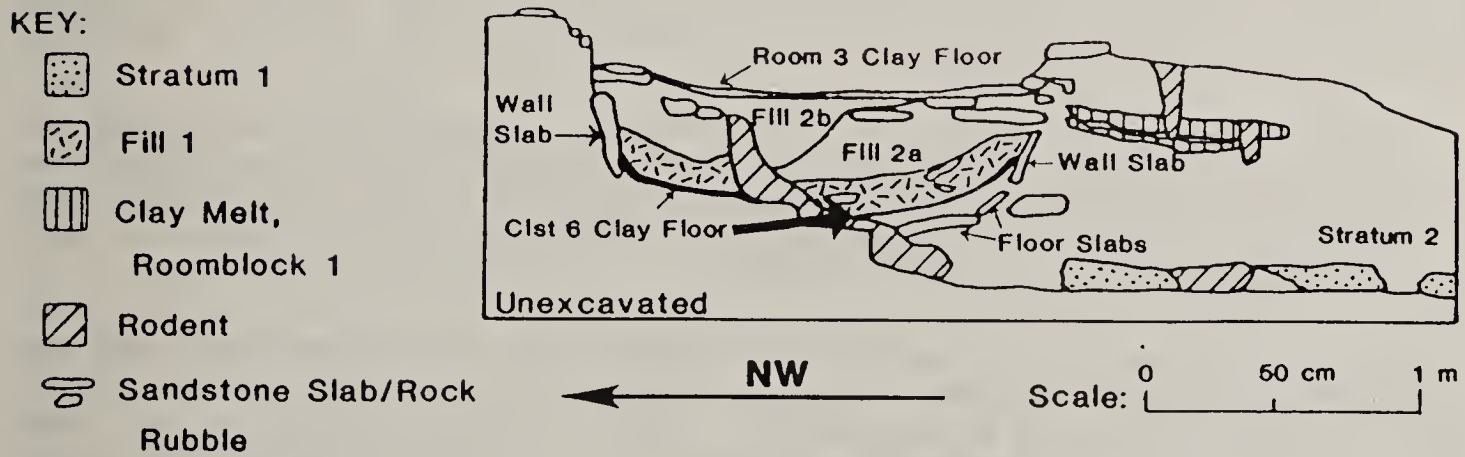 KEY:
Stratum 1
Fill 1
Clay Melt,
Roomblock 1
Rodent
Sandstone Slab/Rock
Rubble
Room 3 Clay Floor
Wall
Slab
Fill 2b
Fill 2a
Wall Slab
Clst 6 Clay Floor
Floor Slabs
Stratum 2
Unexcavated
NW
Scale:
0 50 cm 1 m